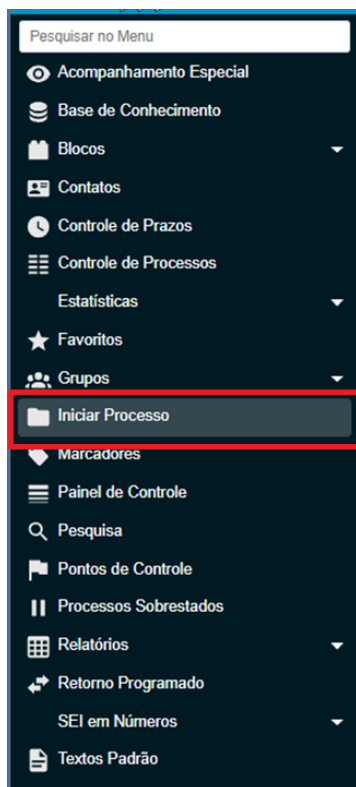 Pesquisar no Menu
Acompanhamento Especial
Base de Conhecimento
Blocos
Contatos
Controle de Prazos
Controle de Processos
Estatísticas
Favoritos
Grupos
Iniciar Processo
Marcadores
Painel de Controle
Pesquisa
Pontos de Controle
Processos Sobrestados
Relatórios
Retorno Programado
SEI em Números
Textos Padrão